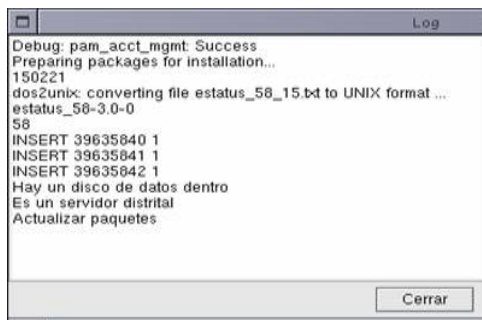 Log
Debug: pam_acct_mgmt: Success
Preparing packages for installation...
150221
dos2unix: converting file estatus_58_15.txt to UNIX format ...
estatus_58-3.0-0
58
INSERT 39635840 1
INSERT 39635841 1
INSERT 39635842 1
Hay un disco de datos dentro
Es un servidor distrital
Actualizar paquetes
Cerrar